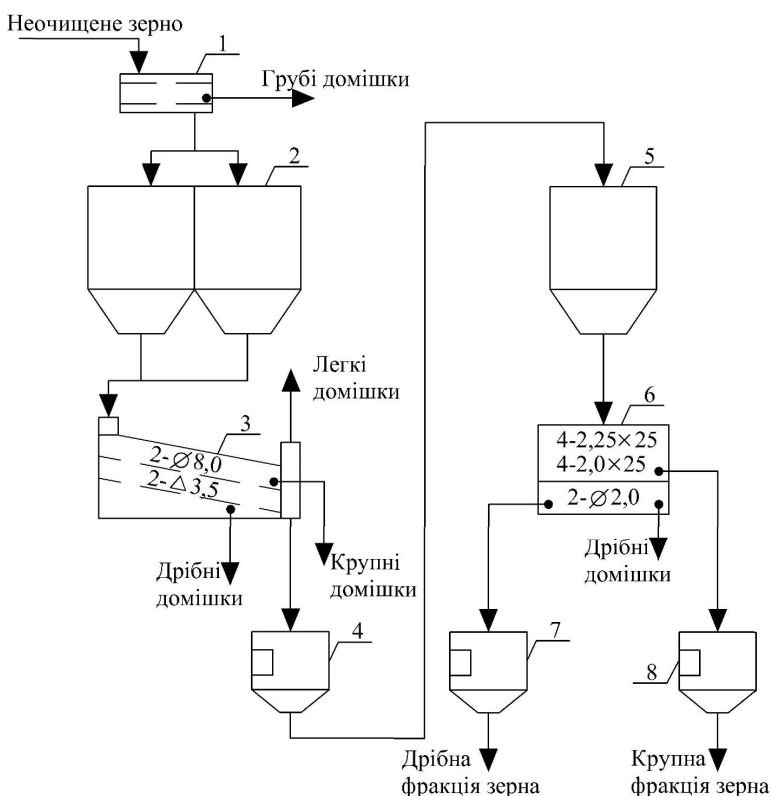 Неочищене зерно
1
Грубі домішки
2
5
Легкі
домішки
3
2-∅8,0
2-△3,5
6
4-2,25×25
4-2,0×25
2-∅2,0
Дрібні
домішки
Крупні
домішки
Дрібні
домішки
4
7
8
Дрібна
фракція зерна
Крупна
фракція зерна